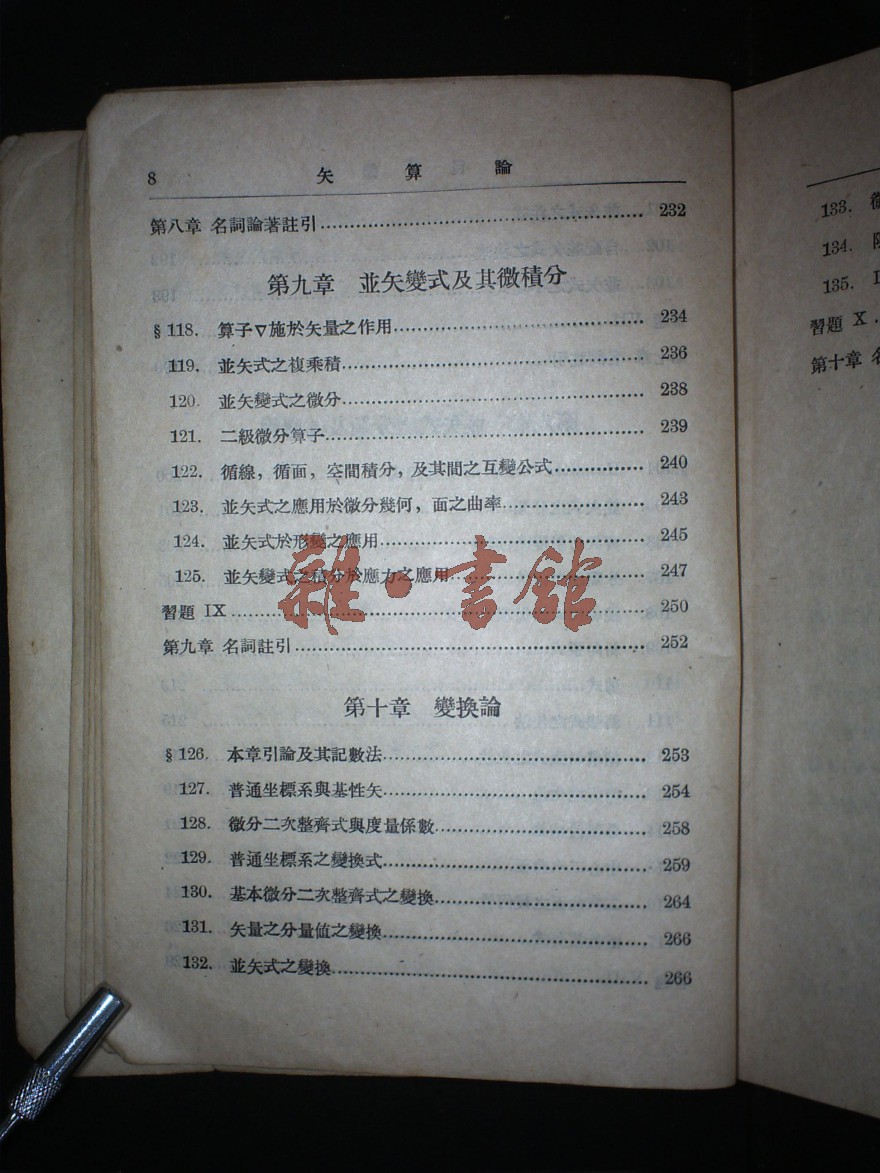 8 矢算論
第八章 名詞論著註引 232
第九章 並矢變式及其微積分
§118. 算子▽施於矢量之作用 234
119. 並矢式之複乘積 236
120. 並矢變式之微分 238
121. 二級微分算子 239
122. 循線,循面,空間積分,及其間之互變公式 240
123. 並矢式之應用於微分幾何,面之曲率 243
124. 並矢式於形變之應用 245
125. 並矢變式之積分於應力之應用 247
習題 IX 250
第九章 名詞註引 252
第十章 變換論
§126. 本章引論及其記數法 253
127. 普通坐標系與基性矢 254
128. 微分二次整齊式與度量係數 258
129. 普通坐標系之變換式 259
130. 基本微分二次整齊式之變換 264
131. 矢量之分量値之變換 266
132. 並矢式之變換 266
雜·書館
133.
134.
135.
習題 X
第十章